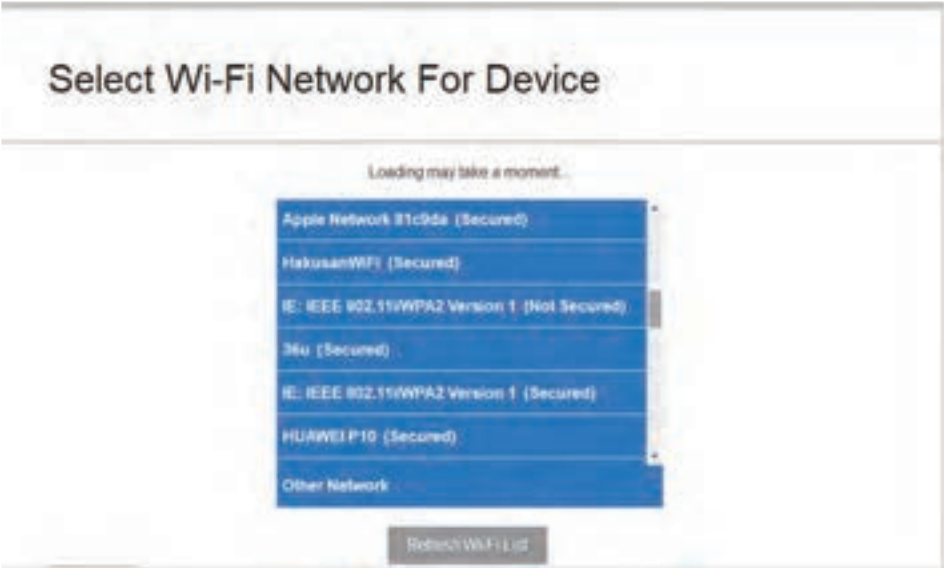 Select Wi-Fi Network For Device
Loading may take a moment...
Apple Network 81c9da (Secured)
HakusanWiFi (Secured)
IE: IEEE 802.11i/WPA2 Version 1 (Not Secured)
36u (Secured)
IE: IEEE 802.11i/WPA2 Version 1 (Secured)
HUAWEI P10 (Secured)
Other Network
Refresh Wi-Fi List